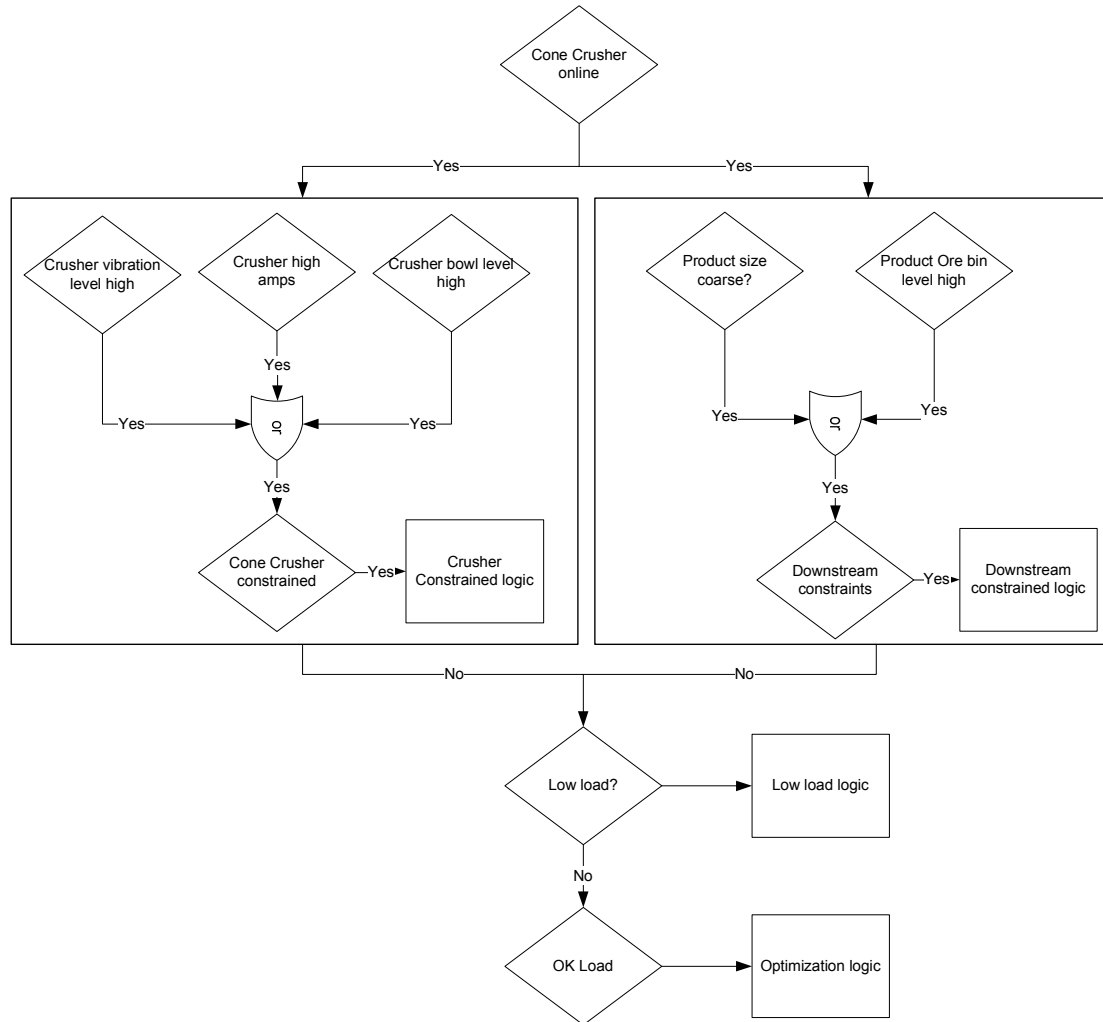 Cone Crusher
online
Yes
Yes
Crusher vibration
level high
Crusher high
amps
Crusher bowl level
high
Yes
Yes
Yes
or
Yes
Cone Crusher
constrained
Yes
Crusher
Constrained logic
Product size
coarse?
Product Ore bin
level high
Yes
Yes
or
Yes
Downstream
constraints
Yes
Downstream
constrained logic
No
No
Low load?
Low load logic
No
OK Load
Optimization logic